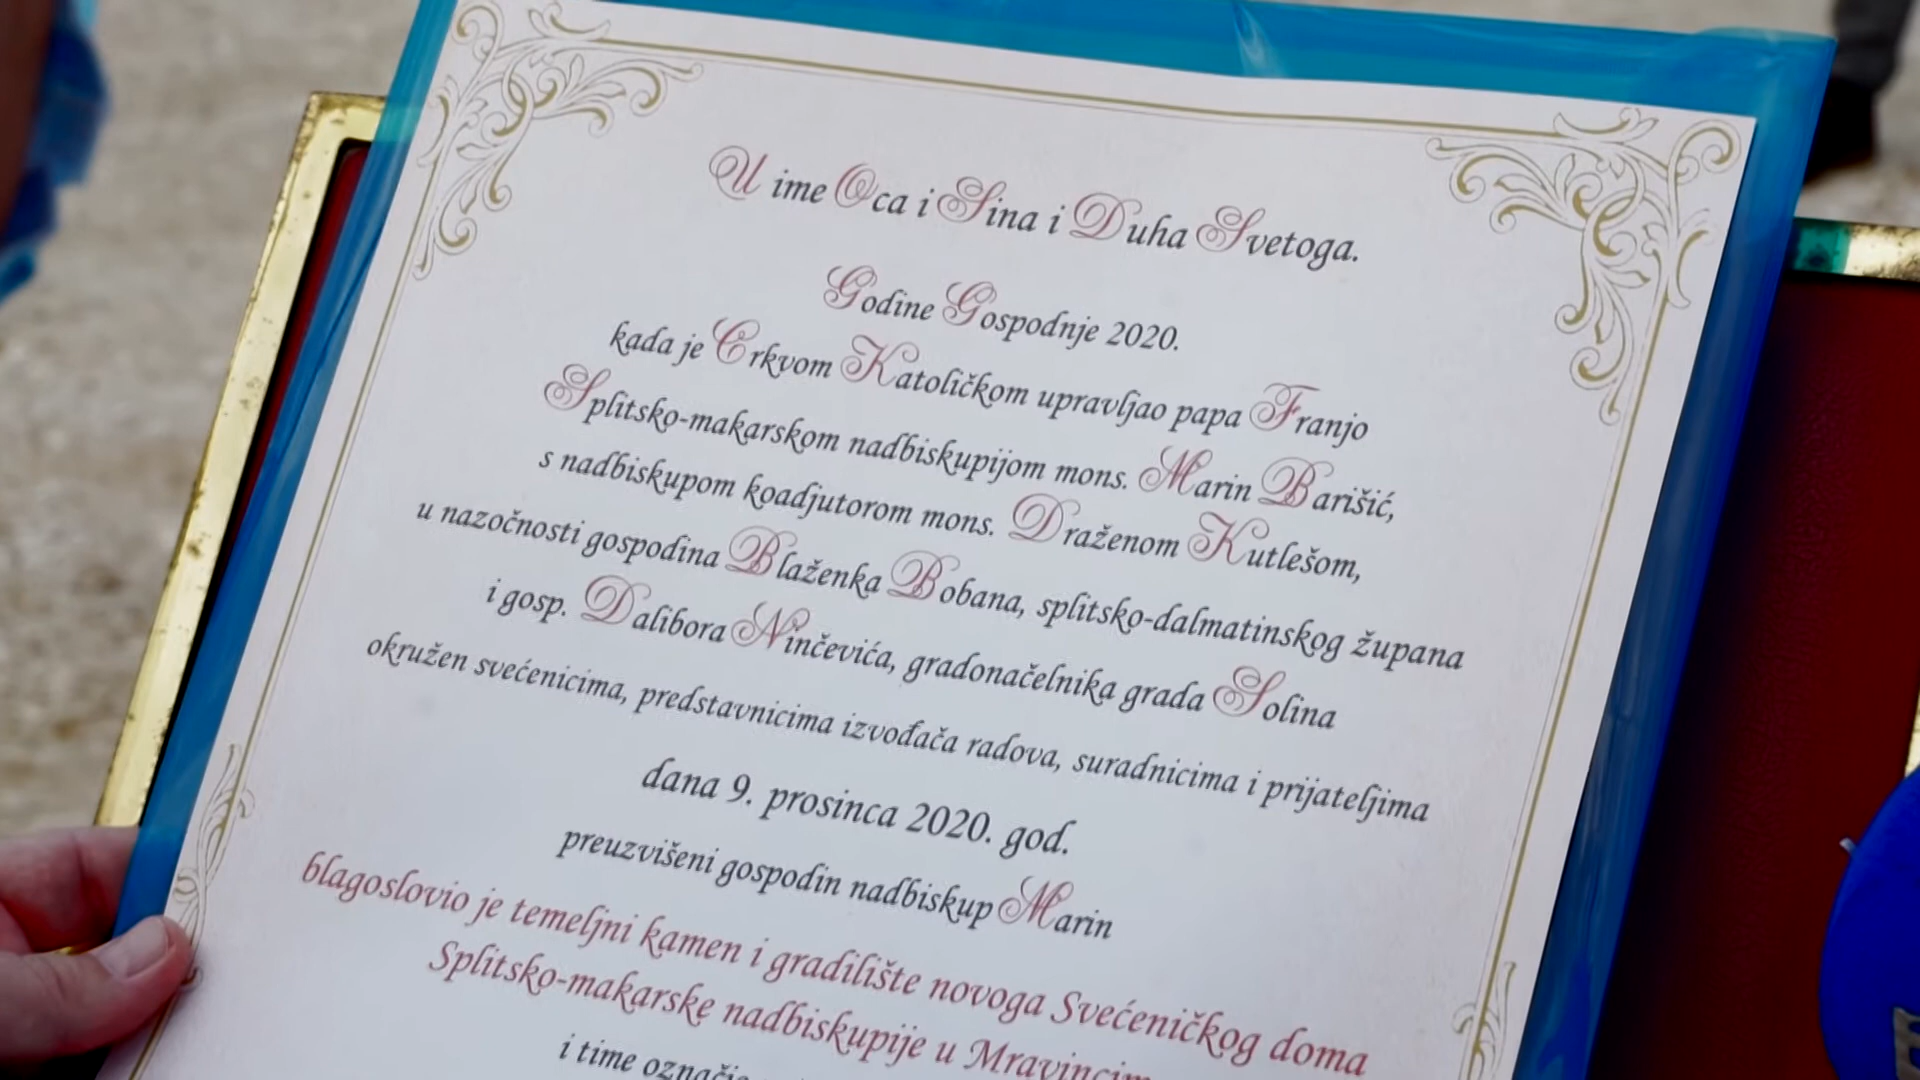 U ime Oca i Sina i Duha Svetoga.
Godine Gospodnje 2020.
kada je Crkvom Katoličkom upravljao papa Franjo
Splitsko-makarskom nadbiskupijom mons. Marin Barišić,
s nadbiskupom koadjutorom mons. Draženom Kutlešom,
u nazočnosti gospodina Blaženka Bobana, splitsko-dalmatinskog župana
i gosp. Dalibora Ninčevića, gradonačelnika grada Solina
okružen svećenicima, predstavnicima izvođača radova, suradnicima i prijateljima
dana 9. prosinca 2020. god.
preuzvišeni gospodin nadbiskup Marin
blagoslovio je temeljni kamen i gradilište novoga Svećeničkog doma
Splitsko-makarske nadbiskupije u
i time